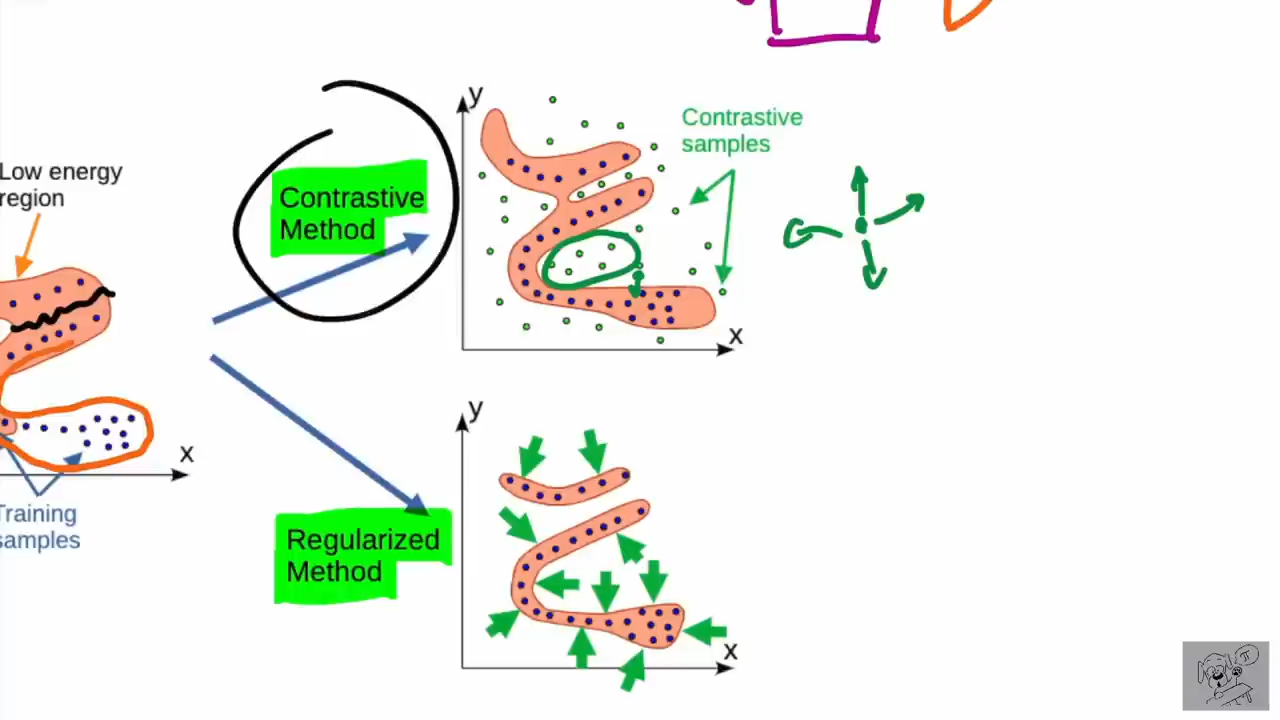 Low energy
region
Training
samples
x
Contrastive
Method
y
Contrastive
samples
x
Regularized
Method
y
x
π